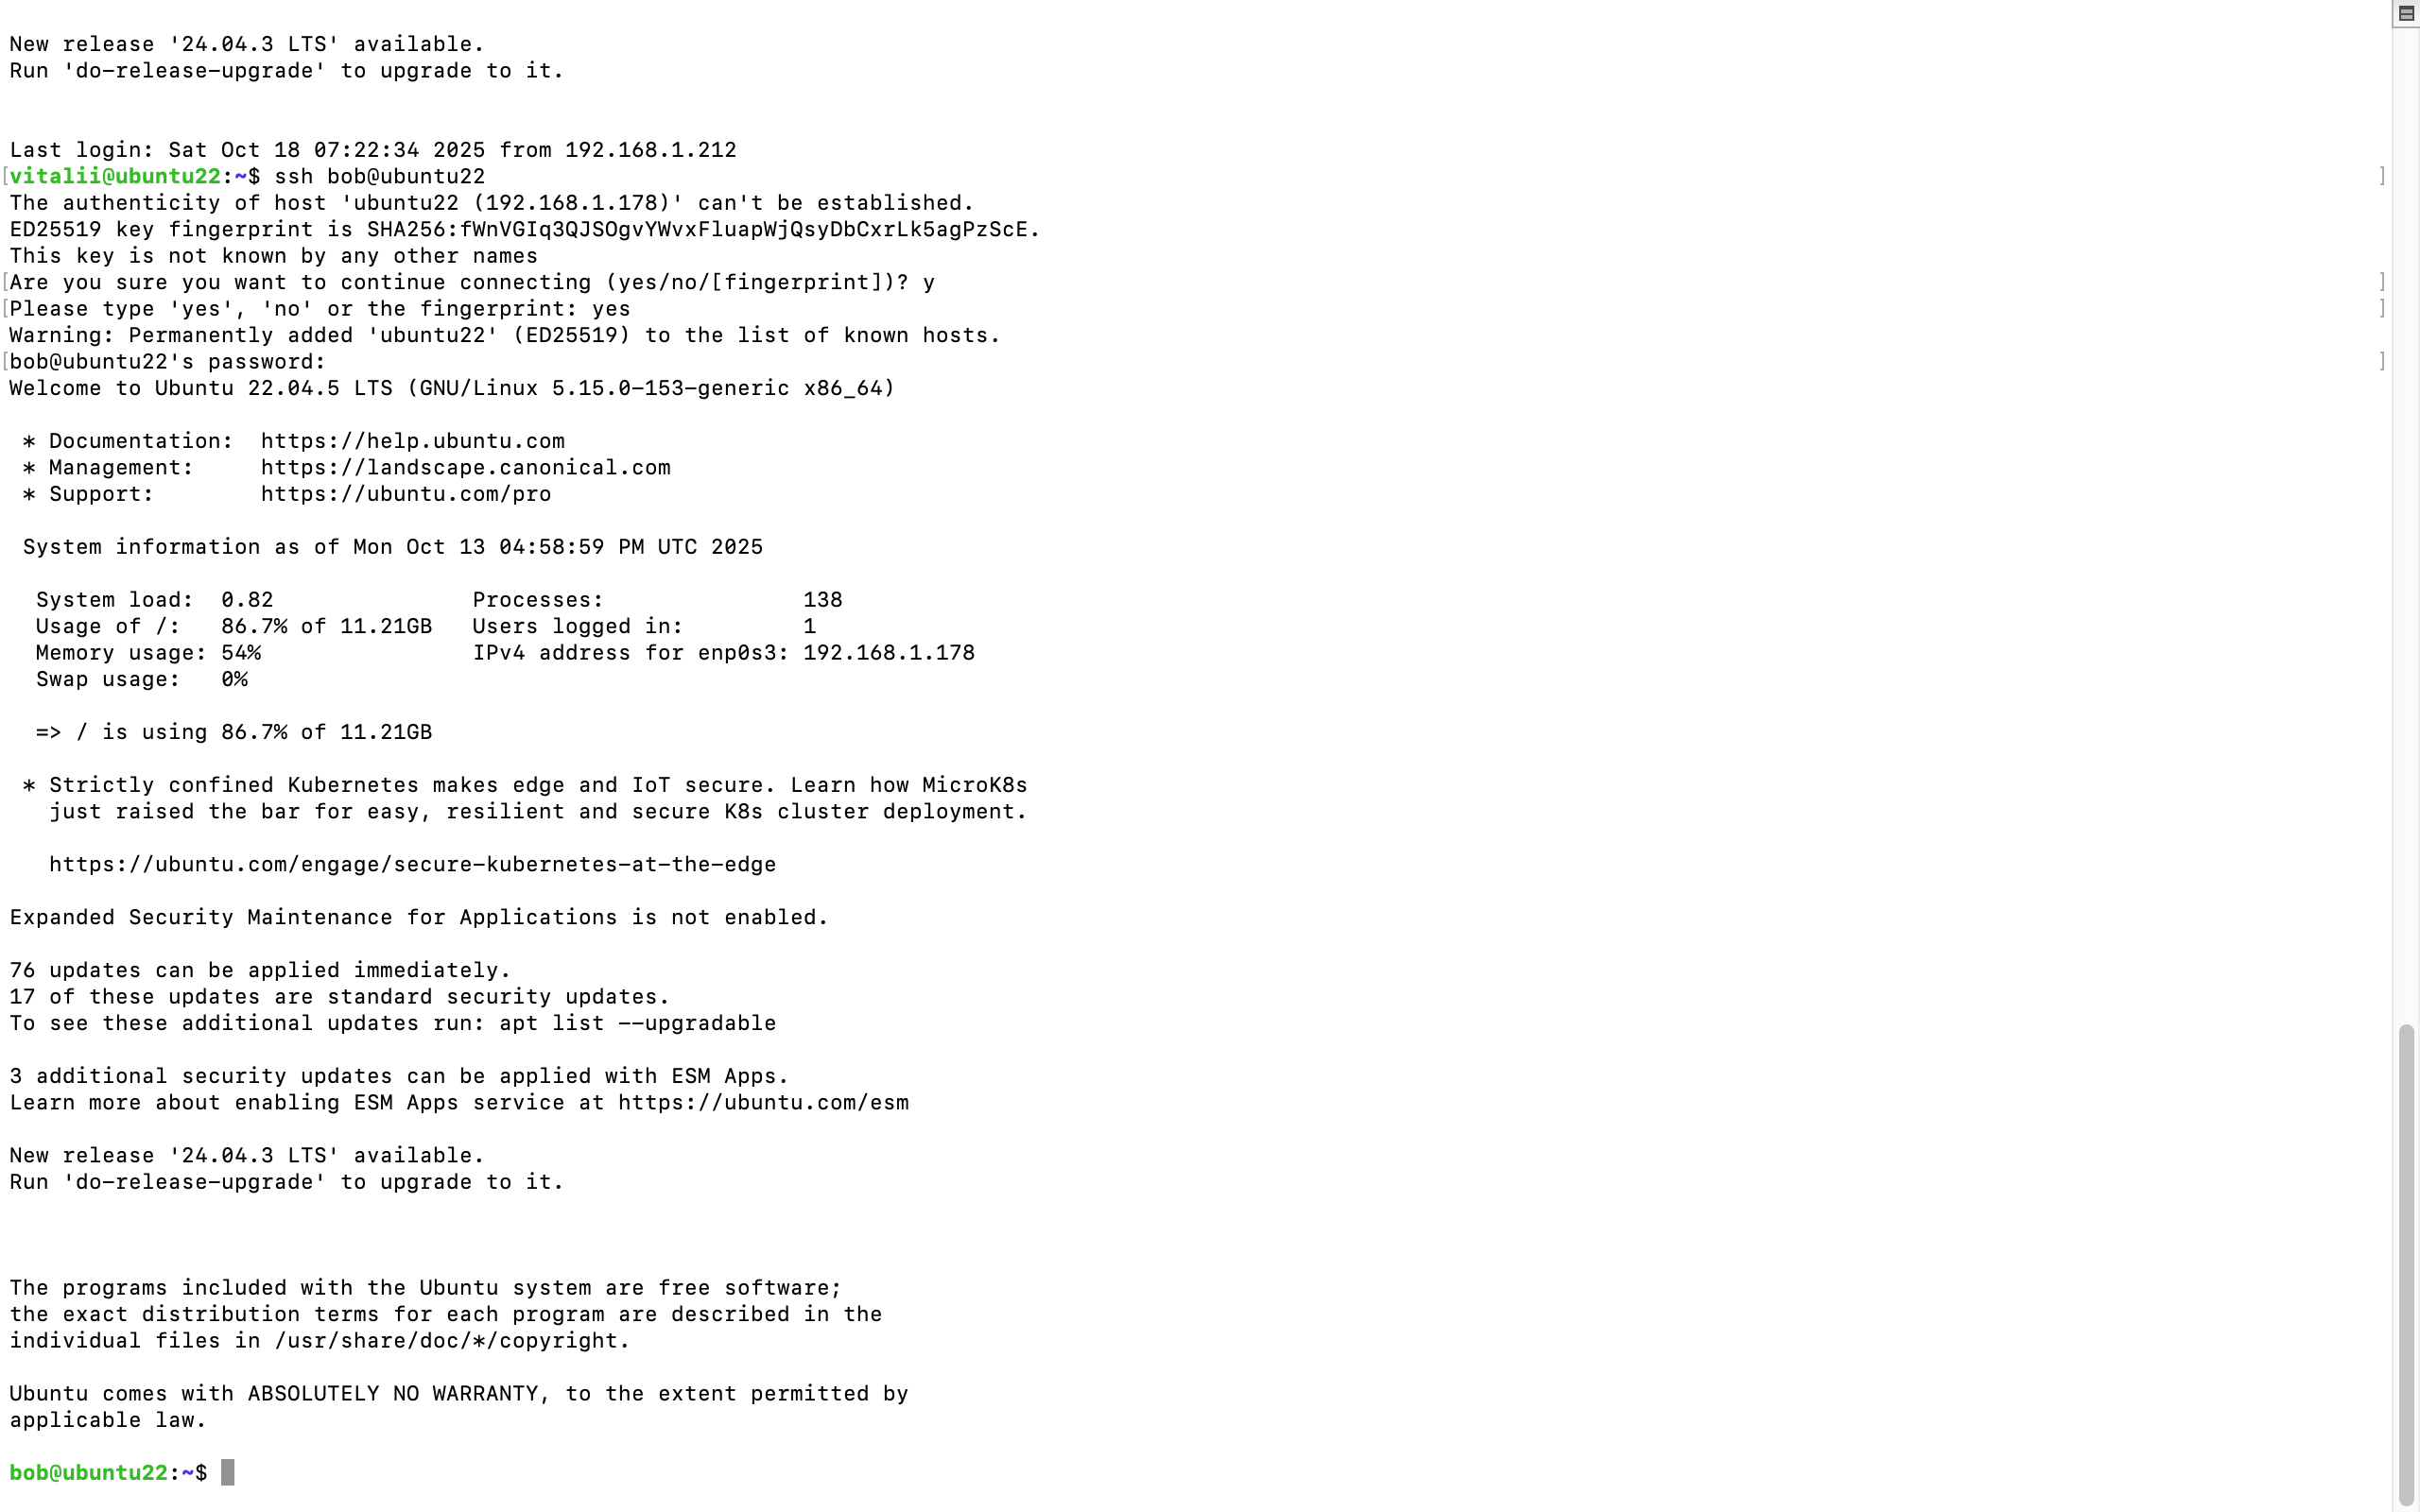 New release '24.04.3 LTS' available.
Run 'do-release-upgrade' to upgrade to it.
Last login: Sat Oct 18 07:22:34 2025 from 192.168.1.212
[vitalii@ubuntu22:~$ ssh bob@ubuntu22 ]
The authenticity of host 'ubuntu22 (192.168.1.178)' can't be established.
ED25519 key fingerprint is SHA256:fWnVGIq3QJSOgvYWvxFluapWjQsyDbCxrLk5agPzScE.
This key is not known by any other names
[Are you sure you want to continue connecting (yes/no/[fingerprint])? y ]
[Please type 'yes', 'no' or the fingerprint: yes ]
Warning: Permanently added 'ubuntu22' (ED25519) to the list of known hosts.
[bob@ubuntu22's password: ]
Welcome to Ubuntu 22.04.5 LTS (GNU/Linux 5.15.0-153-generic x86_64)
* Documentation:  https://help.ubuntu.com
* Management:     https://landscape.canonical.com
* Support:        https://ubuntu.com/pro
System information as of Mon Oct 13 04:58:59 PM UTC 2025
System load:  0.82               Processes:               138
Usage of /:   86.7% of 11.21GB   Users logged in:         1
Memory usage: 54%                IPv4 address for enp0s3: 192.168.1.178
Swap usage:   0%
=> / is using 86.7% of 11.21GB
* Strictly confined Kubernetes makes edge and IoT secure. Learn how MicroK8s
just raised the bar for easy, resilient and secure K8s cluster deployment.
https://ubuntu.com/engage/secure-kubernetes-at-the-edge
Expanded Security Maintenance for Applications is not enabled.
76 updates can be applied immediately.
17 of these updates are standard security updates.
To see these additional updates run: apt list --upgradable
3 additional security updates can be applied with ESM Apps.
Learn more about enabling ESM Apps service at https://ubuntu.com/esm
New release '24.04.3 LTS' available.
Run 'do-release-upgrade' to upgrade to it.
The programs included with the Ubuntu system are free software;
the exact distribution terms for each program are described in the
individual files in /usr/share/doc/*/copyright.
Ubuntu comes with ABSOLUTELY NO WARRANTY, to the extent permitted by
applicable law.
bob@ubuntu22:~$